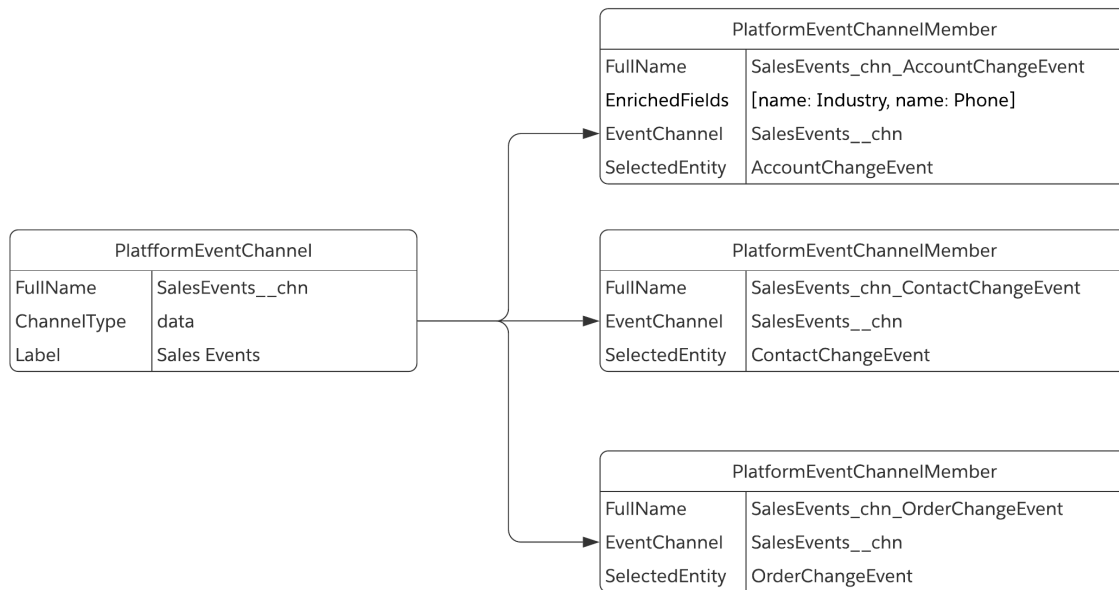 PlatformEventChannelMember
FullName SalesEvents_chn_AccountChangeEvent
EnrichedFields [name: Industry, name: Phone]
EventChannel SalesEvents__chn
SelectedEntity AccountChangeEvent
PlatfformEventChannel
FullName SalesEvents__chn
ChannelType data
Label Sales Events
PlatformEventChannelMember
FullName SalesEvents_chn_ContactChangeEvent
EventChannel SalesEvents__chn
SelectedEntity ContactChangeEvent
PlatformEventChannelMember
FullName SalesEvents_chn_OrderChangeEvent
EventChannel SalesEvents__chn
SelectedEntity OrderChangeEvent